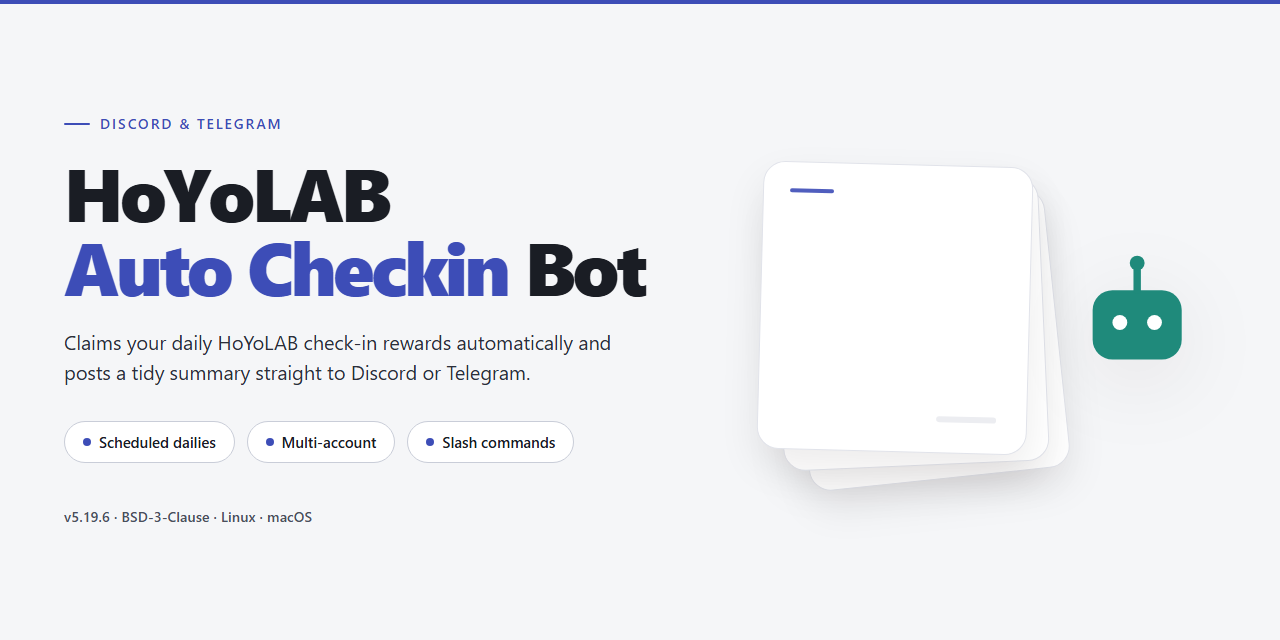 DISCORD & TELEGRAM
HoYoLAB
Auto Checkin Bot
Claims your daily HoYoLAB check-in rewards automatically and
posts a tidy summary straight to Discord or Telegram.
Scheduled dailies
Multi-account
Slash commands
v5.19.6 · BSD-3-Clause · Linux · macOS